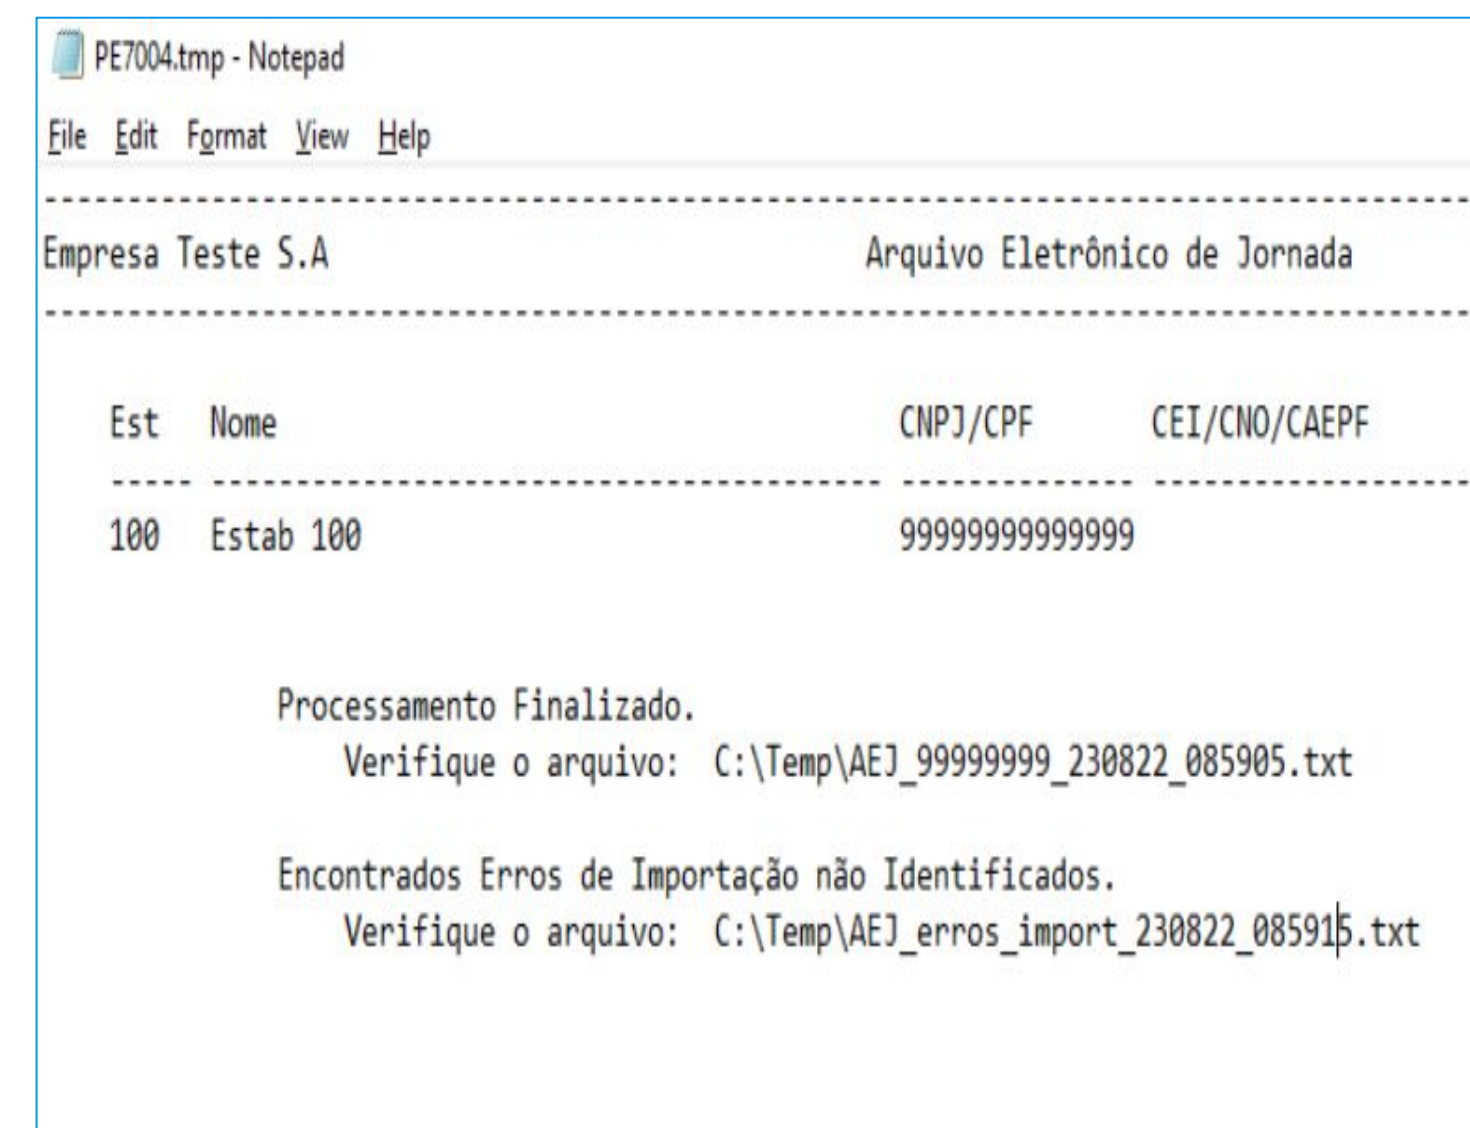 PE7004.tmp - Notepad
File Edit Format View Help
--------------------------------------------------------------------------------------
Empresa Teste S.A Arquivo Eletrônico de Jornada
--------------------------------------------------------------------------------------
Est Nome CNPJ/CPF CEI/CNO/CAEPF
----- ---------------------------------------- -------------- -------------------
100 Estab 100 99999999999999
Processamento Finalizado.
Verifique o arquivo: C:\Temp\AEJ_99999999_230822_085905.txt
Encontrados Erros de Importação não Identificados.
Verifique o arquivo: C:\Temp\AEJ_erros_import_230822_085915.txt